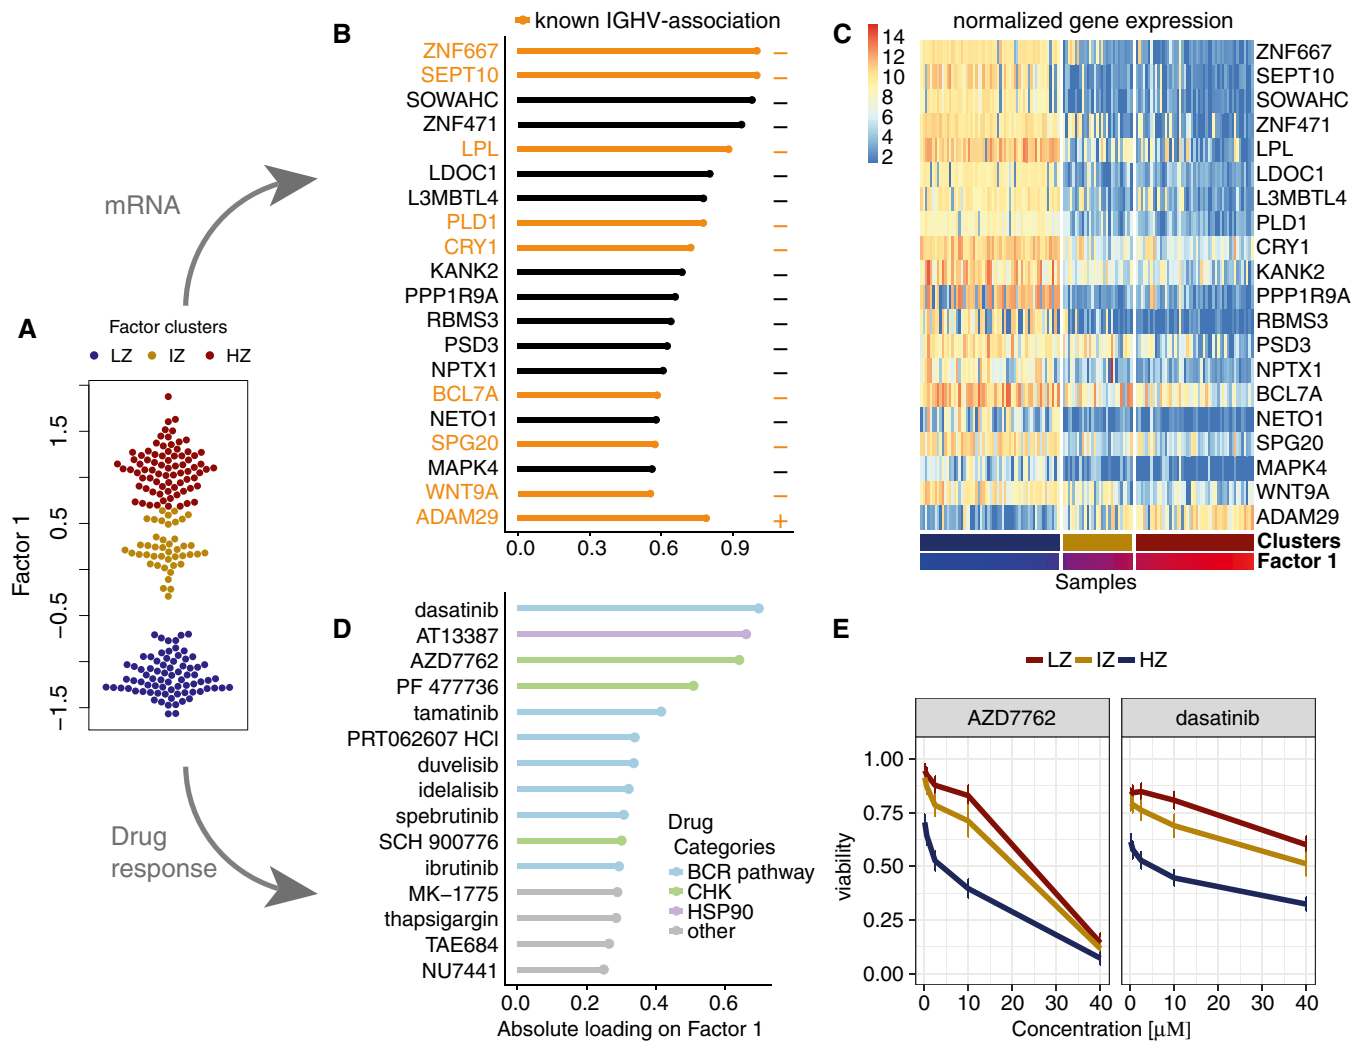 A
Factor clusters
LZ IZ HZ
Factor 1
1.5
0.5
−0.5
−1.5
mRNA
Drug
response
B
known IGHV-association
ZNF667 −
SEPT10 −
SOWAHC −
ZNF471 −
LPL −
LDOC1 −
L3MBTL4 −
PLD1 −
CRY1 −
KANK2 −
PPP1R9A −
RBMS3 −
PSD3 −
NPTX1 −
BCL7A −
NETO1 −
SPG20 −
MAPK4 −
WNT9A −
ADAM29 +
0.0 0.3 0.6 0.9
C
normalized gene expression
14
12
10
8
6
4
2
ZNF667
SEPT10
SOWAHC
ZNF471
LPL
LDOC1
L3MBTL4
PLD1
CRY1
KANK2
PPP1R9A
RBMS3
PSD3
NPTX1
BCL7A
NETO1
SPG20
MAPK4
WNT9A
ADAM29
Clusters
Factor 1
Samples
D
dasatinib
AT13387
AZD7762
PF 477736
tamatinib
PRT062607 HCl
duvelisib
idelalisib
spebrutinib
SCH 900776
ibrutinib
MK−1775
thapsigargin
TAE684
NU7441
Drug
Categories
BCR pathway
CHK
HSP90
other
0.0 0.2 0.4 0.6
Absolute loading on Factor 1
E
LZ IZ HZ
AZD7762 dasatinib
viability
1.00
0.75
0.50
0.25
0.00
0 10 20 30 40 0 10 20 30 40
Concentration [µM]